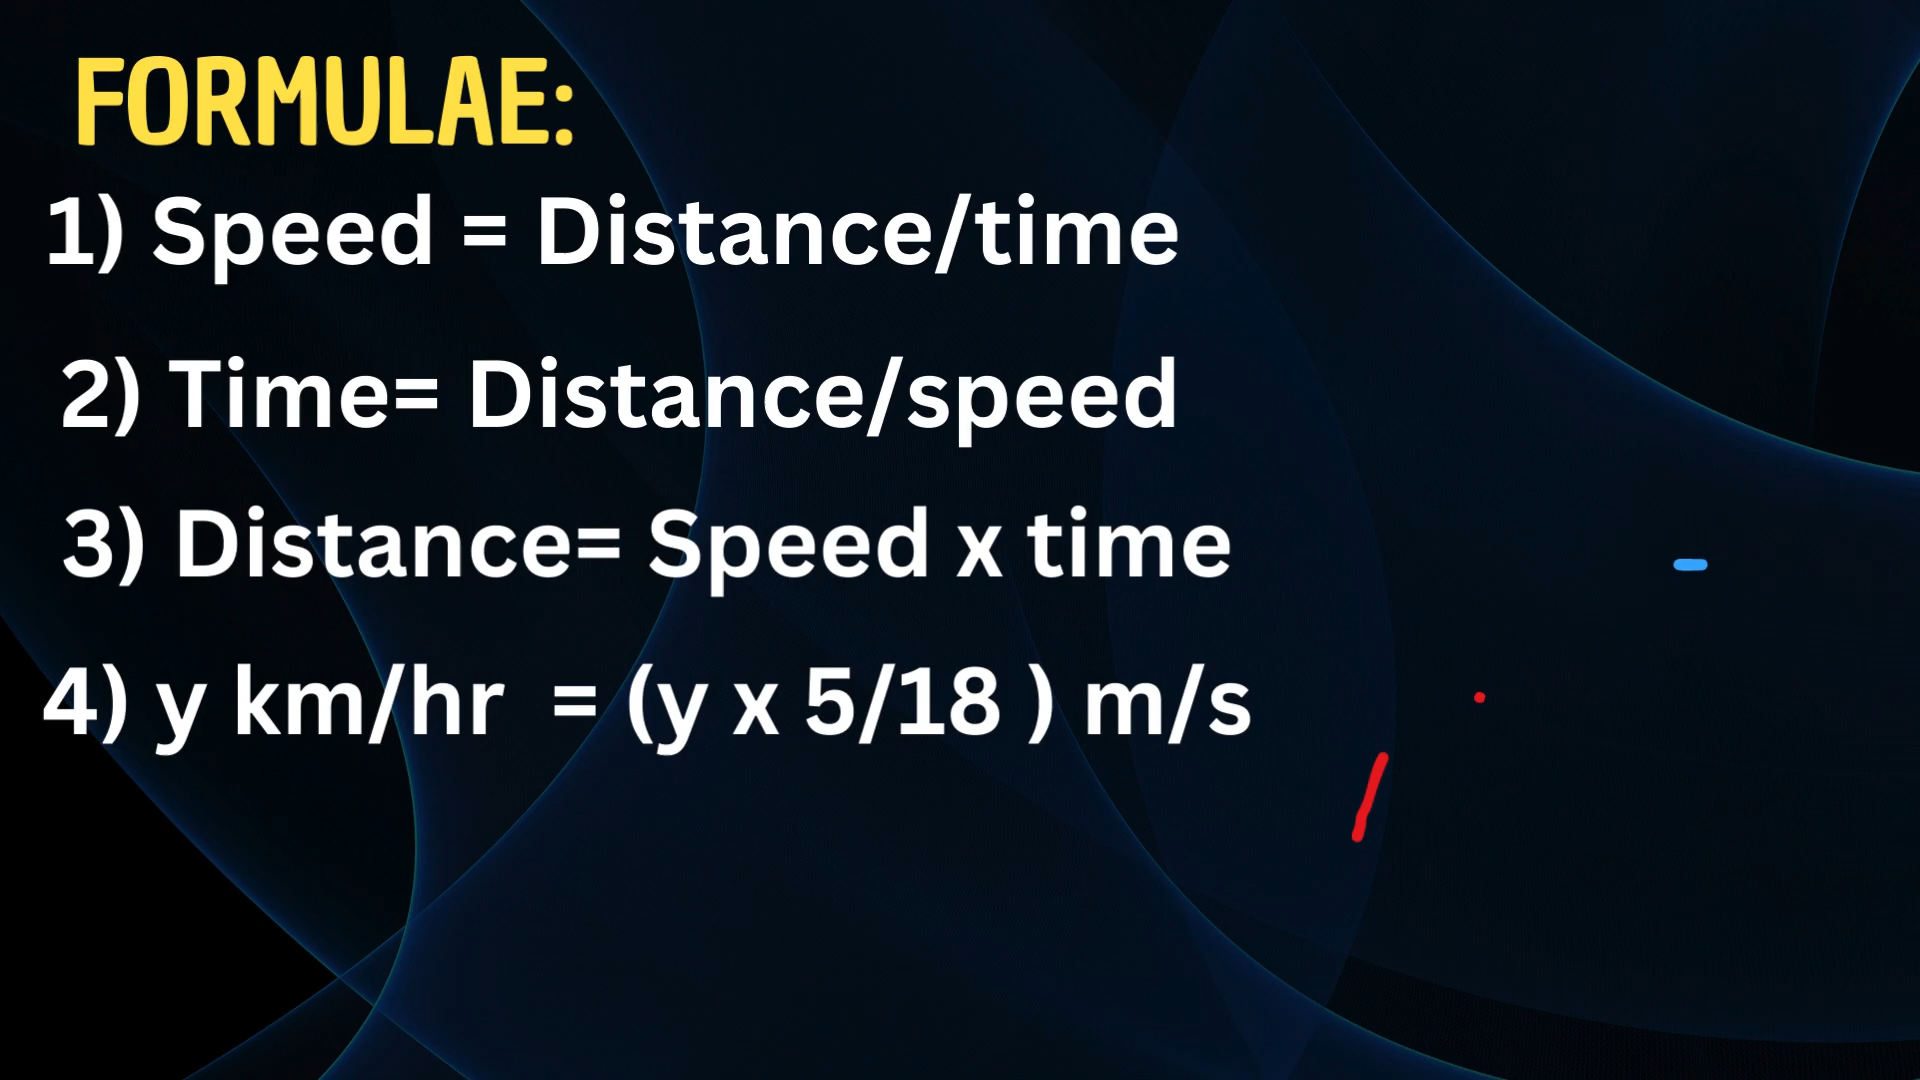 FORMULAE:
1) Speed = Distance/time
2) Time= Distance/speed
3) Distance= Speed x time
4) y km/hr  = (y x 5/18 ) m/s